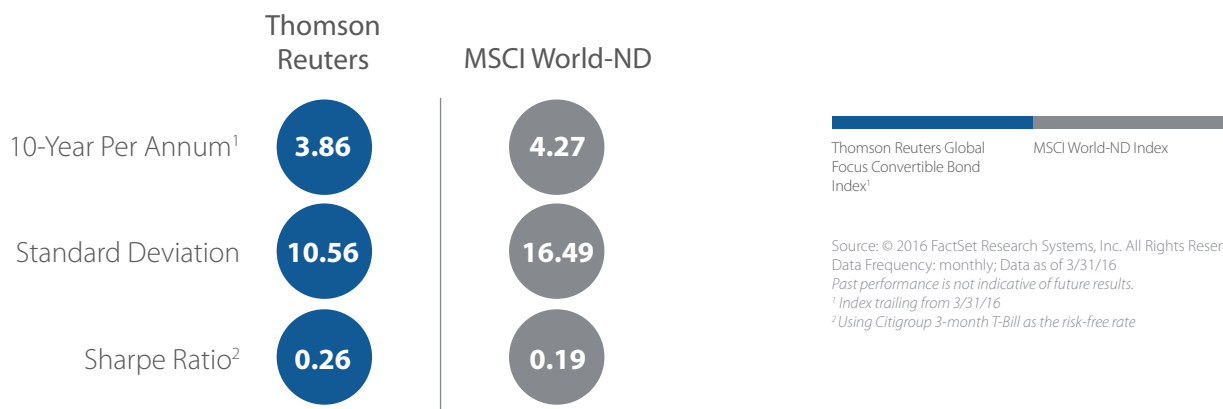 Thomson
Reuters
MSCI World-ND
10-Year Per Annum¹
3.86
4.27
Standard Deviation
10.56
16.49
Sharpe Ratio²
0.26
0.19
Thomson Reuters Global
Focus Convertible Bond
Index¹
MSCI World-ND Index
Source: © 2016 FactSet Research Systems, Inc. All Rights Reser
Data Frequency: monthly; Data as of 3/31/16
Past performance is not indicative of future results.
¹ Index trailing from 3/31/16
² Using Citigroup 3-month T-Bill as the risk-free rate